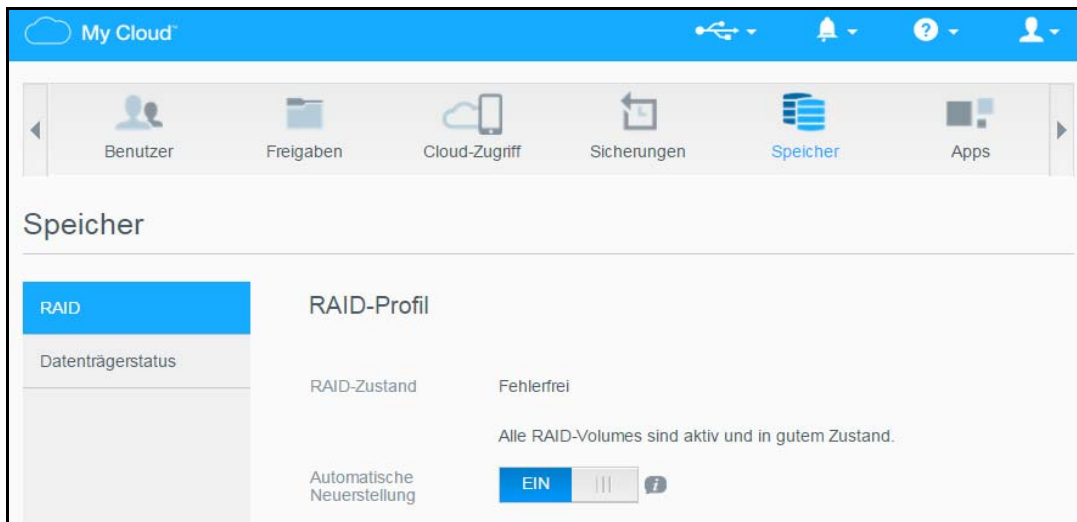 My Cloud™
Benutzer
Freigaben
Cloud-Zugriff
Sicherungen
Speicher
Apps
Speicher
RAID
Datenträgerstatus
RAID-Profil
RAID-Zustand
Fehlerfrei
Alle RAID-Volumes sind aktiv und in gutem Zustand.
Automatische
Neuerstellung
EIN